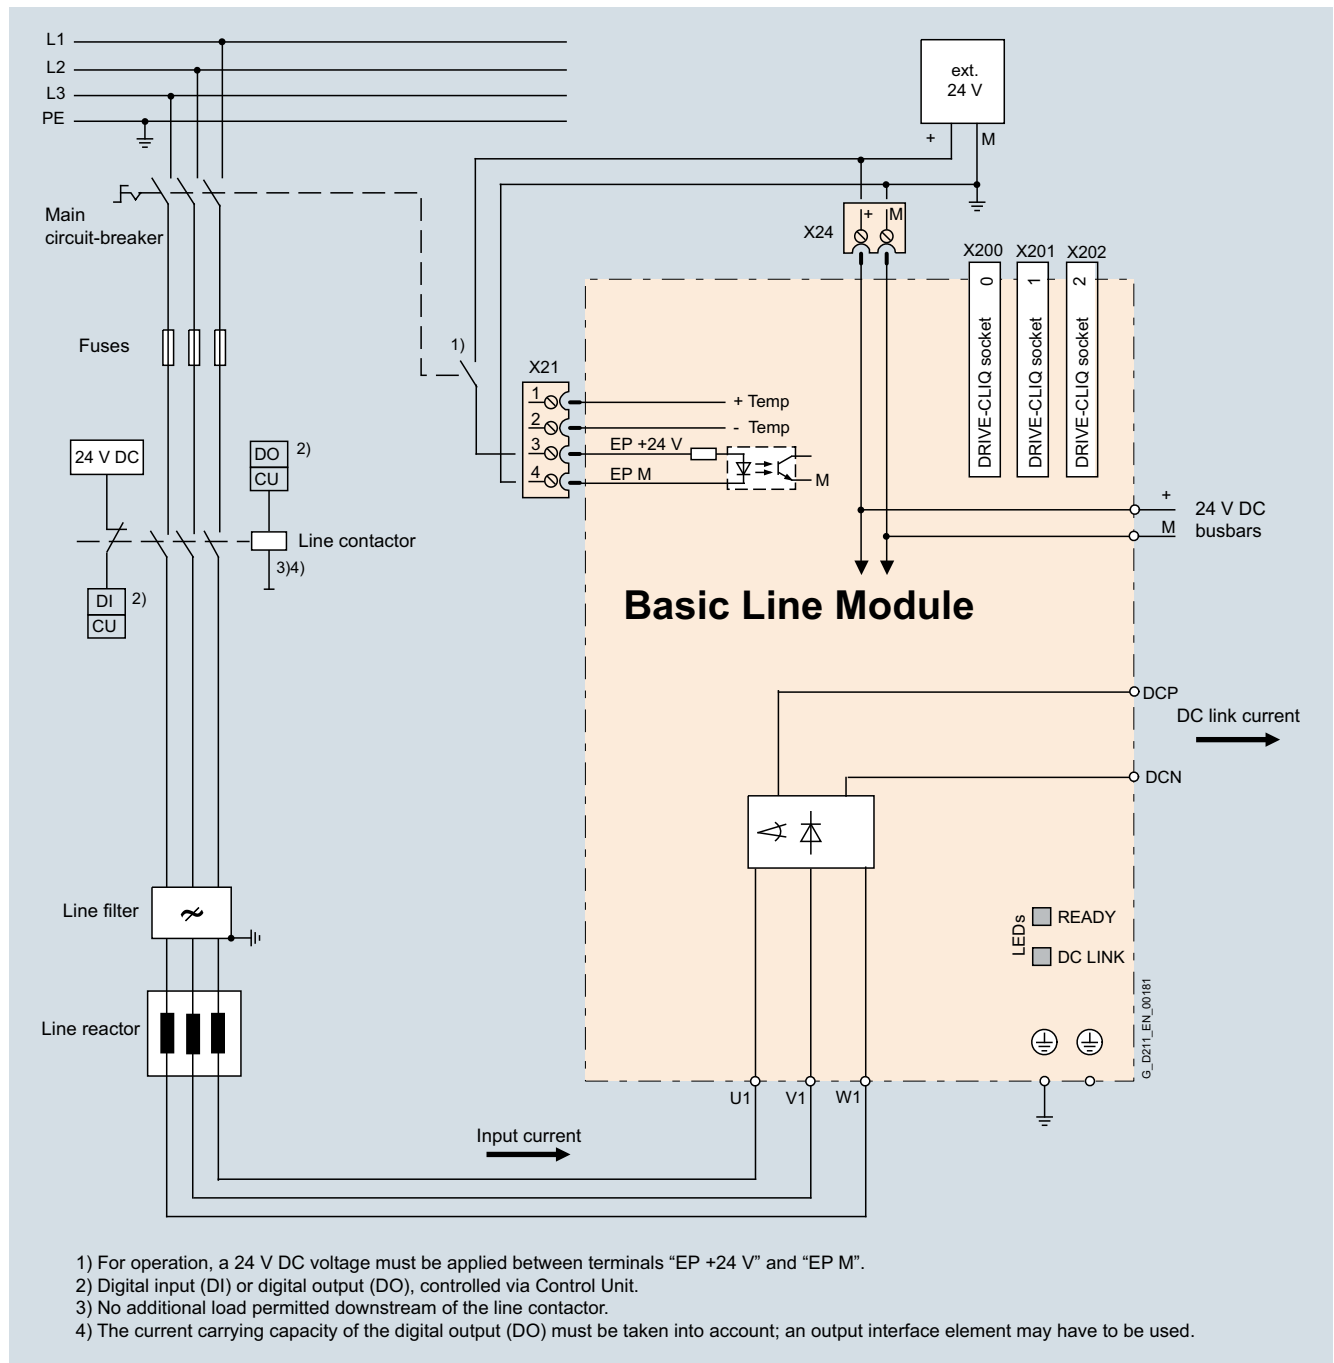 L1
L2
L3
PE
ext.
24 V
+
M
Main
circuit-breaker
X24
+
M
X200
X201
X202
DRIVE-CLIQ socket 0
DRIVE-CLIQ socket 1
DRIVE-CLIQ socket 2
Fuses
1)
X21
1
2
3
4
+ Temp
- Temp
EP +24 V
EP M
M
24 V DC
DO
CU
2)
Line contactor
3)4)
DI
CU
2)
+
M
24 V DC
busbars
Basic Line Module
DCP
DC link current
DCN
Line filter
LEDs
READY
DC LINK
Line reactor
G_D211_EN_00181
U1
V1
W1
Input current
1) For operation, a 24 V DC voltage must be applied between terminals “EP +24 V” and “EP M”.
2) Digital input (DI) or digital output (DO), controlled via Control Unit.
3) No additional load permitted downstream of the line contactor.
4) The current carrying capacity of the digital output (DO) must be taken into account; an output interface element may have to be used.